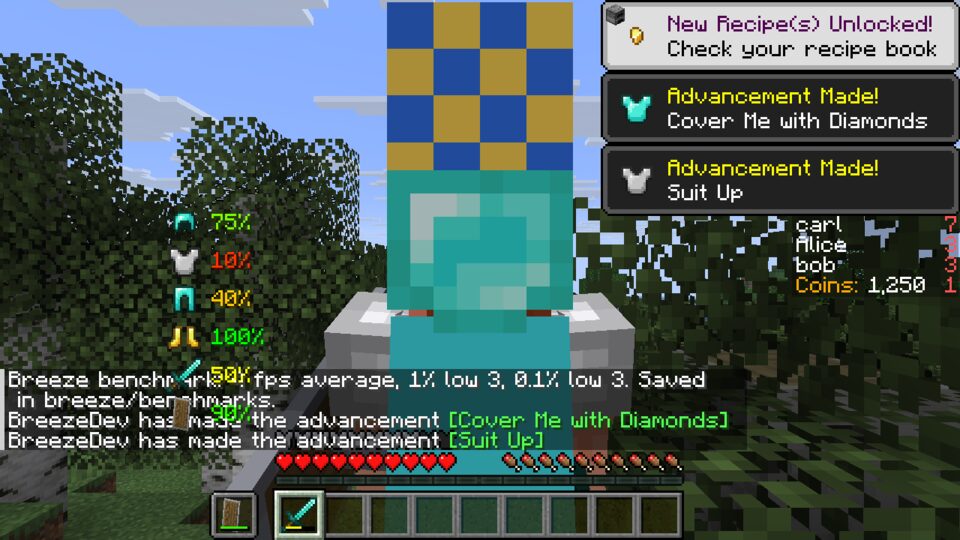 New Recipe(s) Unlocked!
Check your recipe book
Advancement Made!
Cover Me with Diamonds
Advancement Made!
Suit Up
carl 7
Alice 3
bob 3
Coins: 1,250 1
75%
10%
40%
100%
50%
90%
Breeze fps average, 1% low 3, 0.1% low 3. Saved
in breeze/benchmarks.
BreezeDev has made the advancement [Cover Me with Diamonds]
BreezeDev has made the advancement [Suit Up]